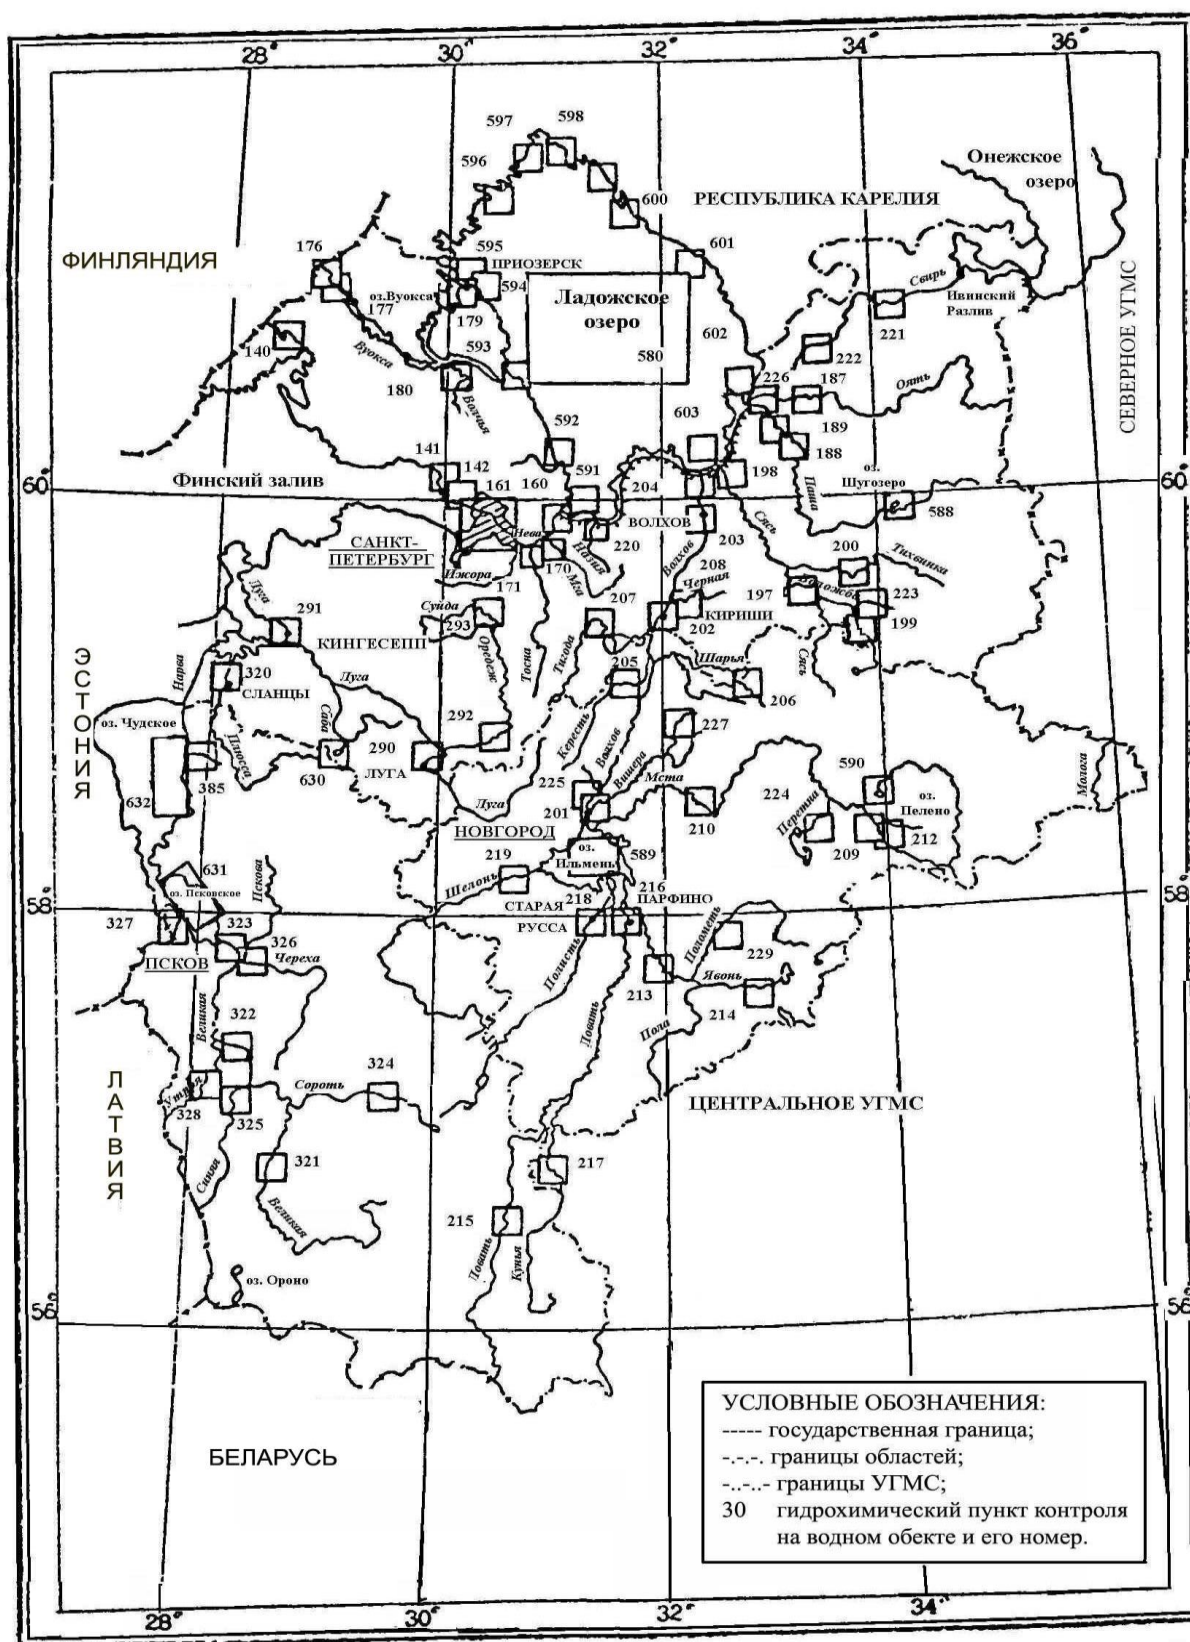 28°
30°
32°
34°
36°
597
598
596
Онежское
озеро
600
РЕСПУБЛИКА КАРЕЛИЯ
176
595
601
ФИНЛЯНДИЯ
ПРИОЗЕРСК
594
СЕВЕРНОЕ УГМС
Свирь
оз.Вуокса
177
179
Ладожское
озеро
Ивинский
Разлив
221
602
140
Вуокса
593
580
222
180
Волчья
226
187
Оять
603
189
592
188
141
142
591
198
оз.
Шугозеро
60°
Финский залив
161
160
204
Паша
588
60°
САНКТ-
ПЕТЕРБУРГ
Нева
ВОЛХОВ
203
Сясь
220
Назия
200
Тихвинка
Ижора
171
170
Мга
Волхов
208
Черная
197
223
Луга
291
Суйда
293
207
КИРИШИ
202
199
КИНГЕСЕПП
Оредеж
Тосна
Тигода
ЭСТОНИЯ
Нарва
320
СЛАНЦЫ
Луга
205
Шарья
Сясь
206
оз. Чудское
Саба
292
Кересть
227
Плюсса
290
Волхов
Вишера
632
385
630
ЛУГА
225
Мста
590
Молога
Луга
201
224
оз.
Пелено
НОВГОРОД
210
Перетна
209
212
219
оз.
Ильмень
589
631
Пскова
Шелонь
216
оз. Псковское
58°
СТАРАЯ
РУССА
218
ПАРФИНО
58°
327
323
326
ПСКОВ
Череха
Полисть
Полометь
229
Явонь
213
214
Великая
322
Ловать
Пола
324
Сороть
Утроя
328
325
ЛАТВИЯ
ЦЕНТРАЛЬНОЕ УГМС
321
217
Синяя
Великая
215
Ловать
Кунья
оз. Ороно
56°
56°
БЕЛАРУСЬ
УСЛОВНЫЕ ОБОЗНАЧЕНИЯ:
----- государственная граница;
-.-.-. границы областей;
-..-..- границы УГМС;
30 гидрохимический пункт контроля
на водном обекте и его номер.
28°
30°
32°
34°